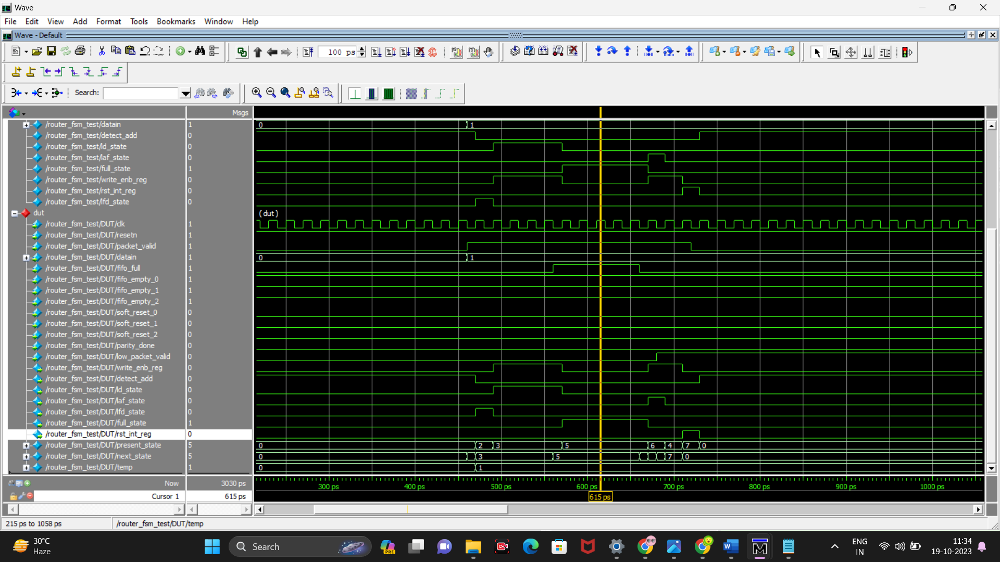 Wave
File Edit View Add Format Tools Bookmarks Window Help
Wave - Default
100 ps
Search:
Msgs
/router_fsm_test/datain 1 0 1
/router_fsm_test/detect_add 0
/router_fsm_test/ld_state 0
/router_fsm_test/laf_state 0
/router_fsm_test/full_state 1
/router_fsm_test/write_enb_reg 0
/router_fsm_test/rst_int_reg 0
/router_fsm_test/lfd_state 0
dut (dut)
/router_fsm_test/DUT/clk 1
/router_fsm_test/DUT/resetn 1
/router_fsm_test/DUT/packet_valid 1
/router_fsm_test/DUT/datain 1 0 1
/router_fsm_test/DUT/fifo_full 1
/router_fsm_test/DUT/fifo_empty_0 1
/router_fsm_test/DUT/fifo_empty_1 1
/router_fsm_test/DUT/fifo_empty_2 1
/router_fsm_test/DUT/soft_reset_0 0
/router_fsm_test/DUT/soft_reset_1 0
/router_fsm_test/DUT/soft_reset_2 0
/router_fsm_test/DUT/parity_done 0
/router_fsm_test/DUT/low_packet_valid 0
/router_fsm_test/DUT/write_enb_reg 0
/router_fsm_test/DUT/detect_add 0
/router_fsm_test/DUT/ld_state 0
/router_fsm_test/DUT/laf_state 0
/router_fsm_test/DUT/lfd_state 0
/router_fsm_test/DUT/full_state 1
/router_fsm_test/DUT/rst_int_reg 0
/router_fsm_test/DUT/present_state 5 0 2 3 5 6 4 7 0
/router_fsm_test/DUT/next_state 5 0 3 5 7 0
/router_fsm_test/DUT/temp 1 0 1
Now 3030 ps 300 ps 400 ps 500 ps 600 ps 700 ps 800 ps 900 ps 1000 ps
Cursor 1 615 ps 615 ps
215 ps to 1058 ps /router_fsm_test/DUT/temp
30°C
Haze
Search
PRE
ENG
IN
11:34
19-10-2023